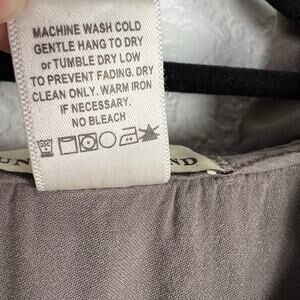 MACHINE WASH COLD
GENTLE HANG TO DRY
or TUMBLE DRY LOW
TO PREVENT FADING. DRY
CLEAN ONLY. WARM IRON
IF NECESSARY.
NO BLEACH